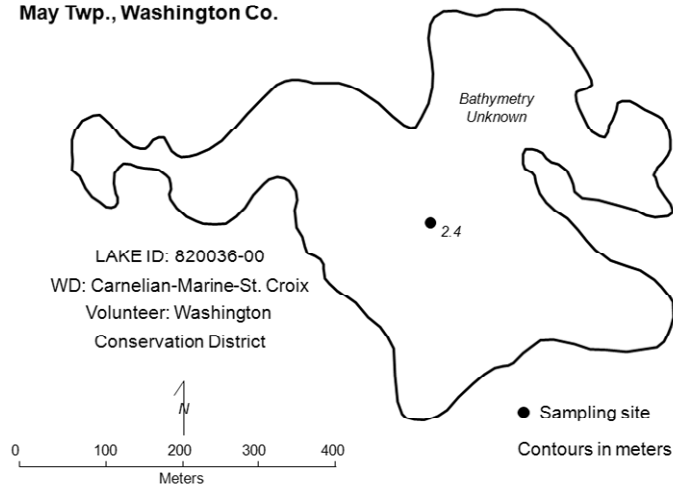 May Twp., Washington Co.
Bathymetry
Unknown
2.4
LAKE ID: 820036-00
WD: Carnelian-Marine-St. Croix
Volunteer: Washington
Conservation District
N
Sampling site
Contours in meters
0 100 200 300 400
Meters